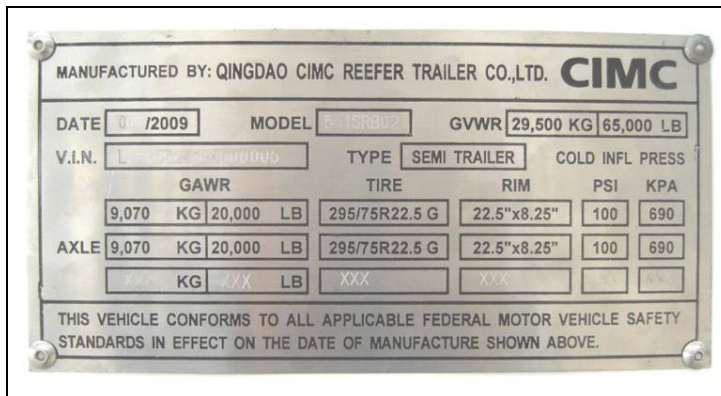 MANUFACTURED BY: QINGDAO CIMC REEFER TRAILER CO.,LTD. CIMC
DATE /2009 MODEL GVWR 29,500 KG 65,000 LB
V.I.N. TYPE SEMI TRAILER COLD INFL PRESS
GAWR TIRE RIM PSI KPA
9,070 KG 20,000 LB 295/75R22.5 G 22.5"x8.25" 100 690
AXLE 9,070 KG 20,000 LB 295/75R22.5 G 22.5"x8.25" 100 690
XXX KG XXX LB XXX XXX
THIS VEHICLE CONFORMS TO ALL APPLICABLE FEDERAL MOTOR VEHICLE SAFETY
STANDARDS IN EFFECT ON THE DATE OF MANUFACTURE SHOWN ABOVE.